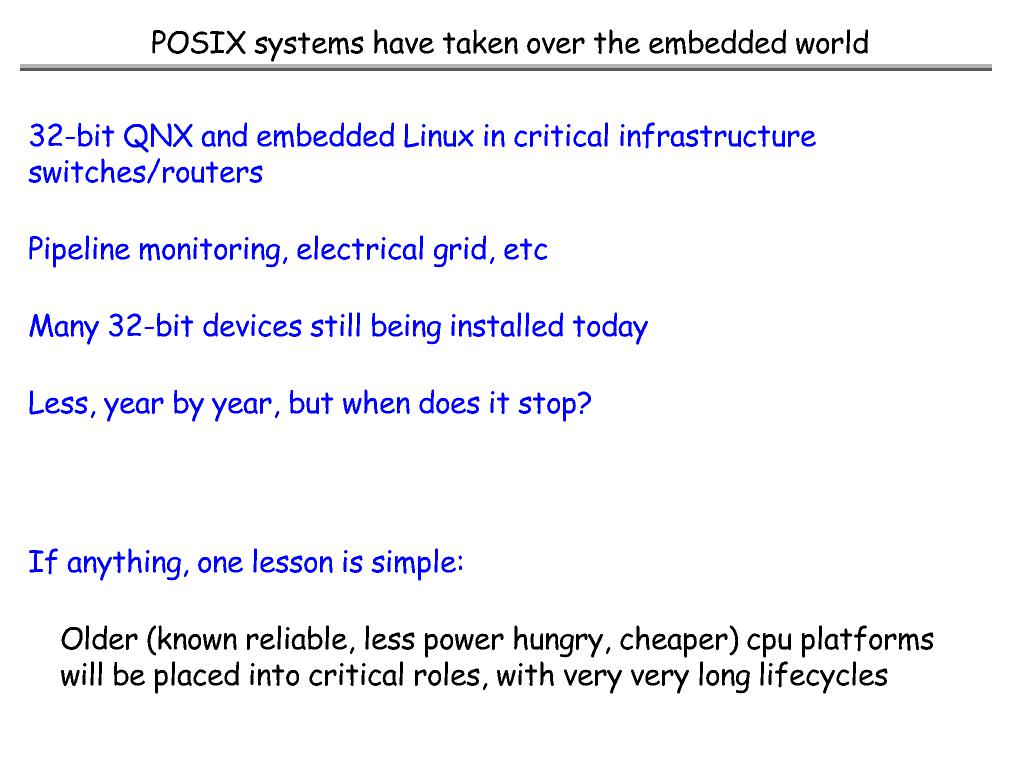 POSIX systems have taken over the embedded world
32-bit QNX and embedded Linux in critical infrastructure
switches/routers
Pipeline monitoring, electrical grid, etc
Many 32-bit devices still being installed today
Less, year by year, but when does it stop?
If anything, one lesson is simple:
Older (known reliable, less power hungry, cheaper) cpu platforms
will be placed into critical roles, with very very long lifecycles